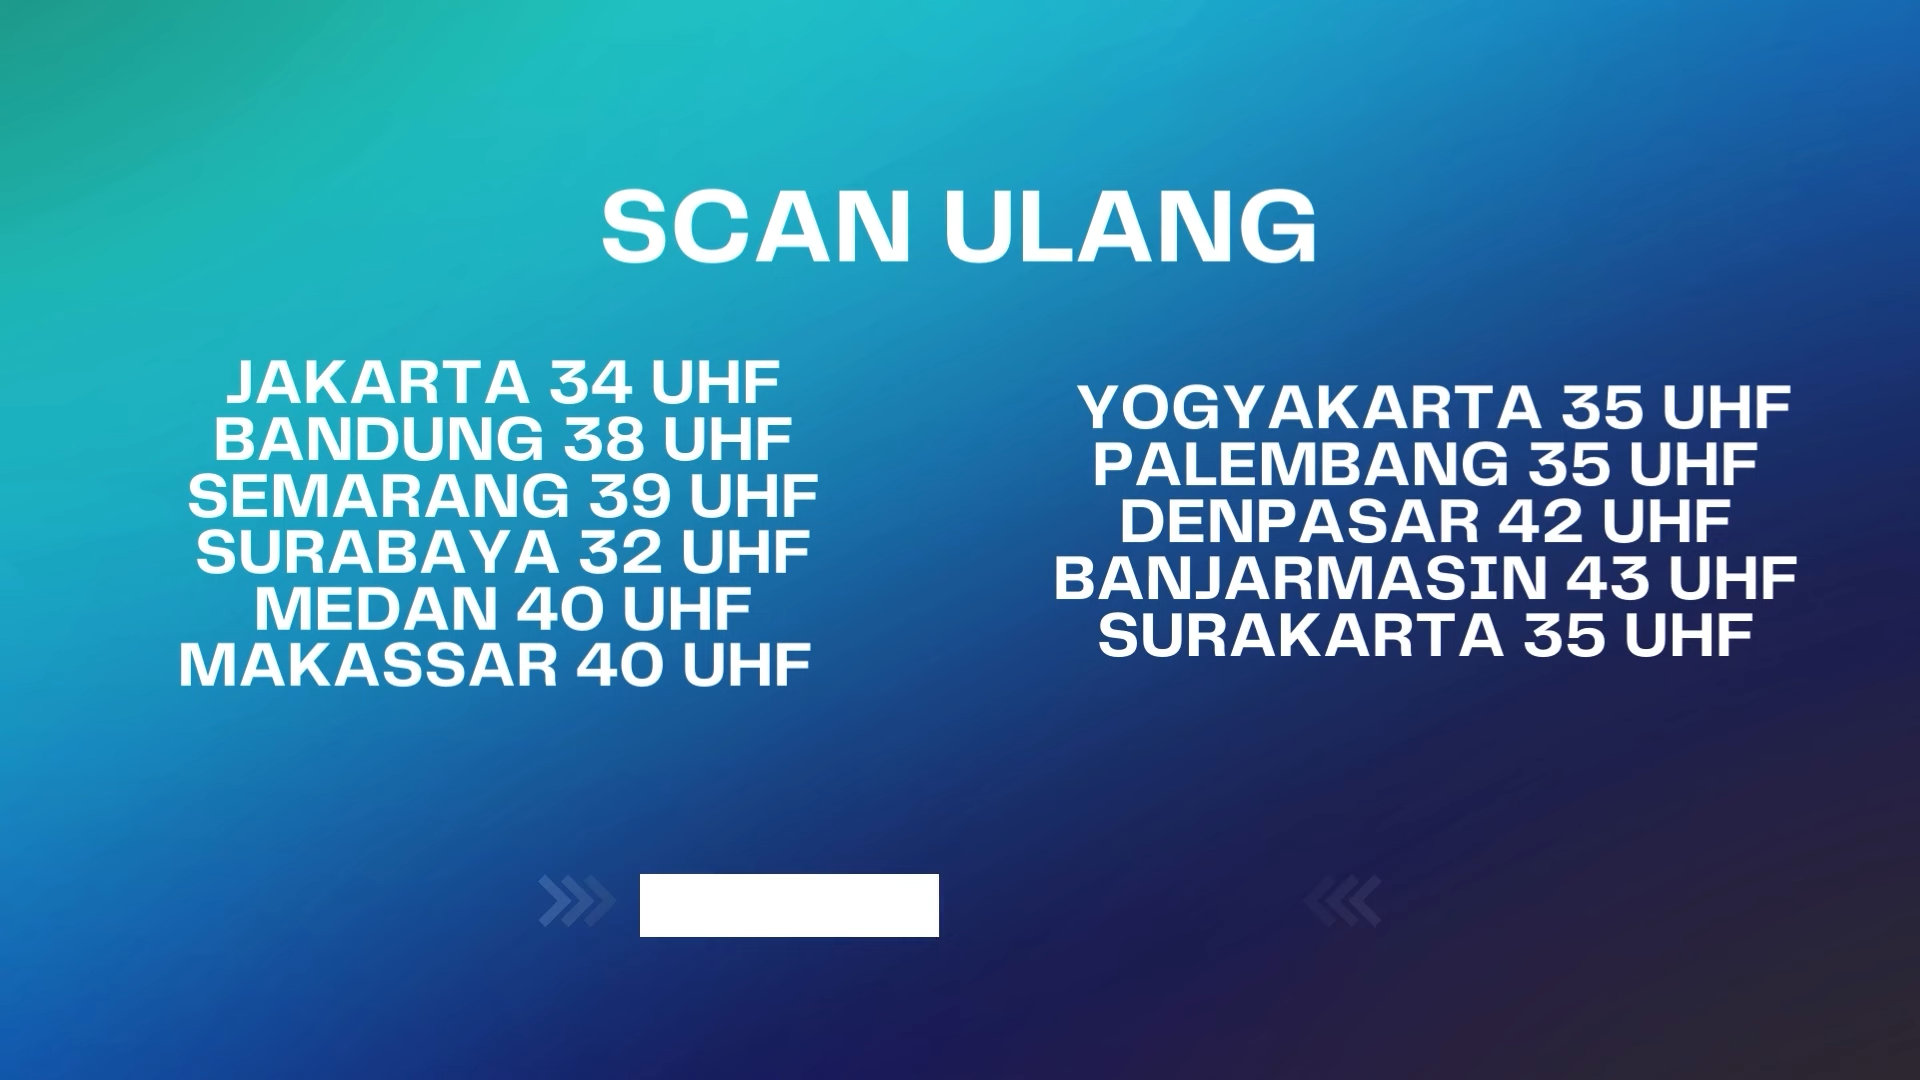 SCAN ULANG
JAKARTA 34 UHF
BANDUNG 38 UHF
SEMARANG 39 UHF
SURABAYA 32 UHF
MEDAN 40 UHF
MAKASSAR 40 UHF
YOGYAKARTA 35 UHF
PALEMBANG 35 UHF
DENPASAR 42 UHF
BANJARMASIN 43 UHF
SURAKARTA 35 UHF